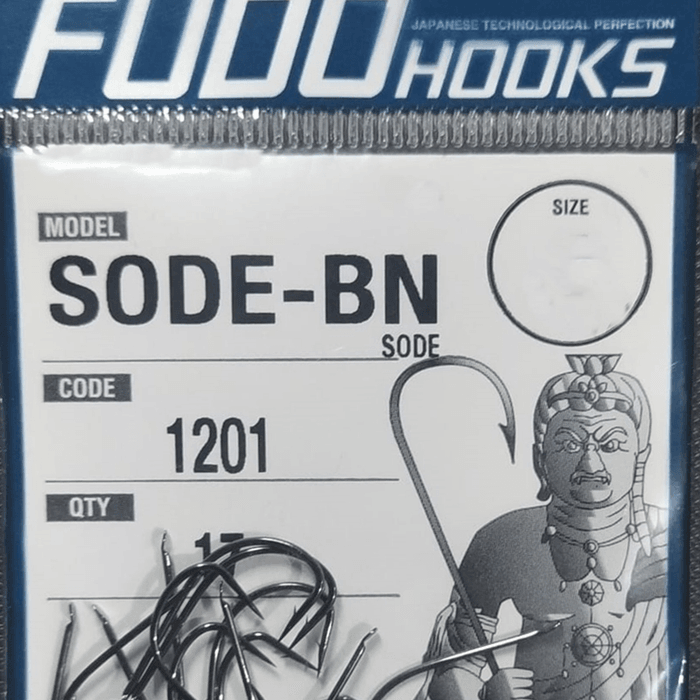 FUDO
JAPANESE TECHNOLOGICAL PERFECTION
HOOKS
SIZE
MODEL
SODE-BN
SODE
CODE
1201
QTY